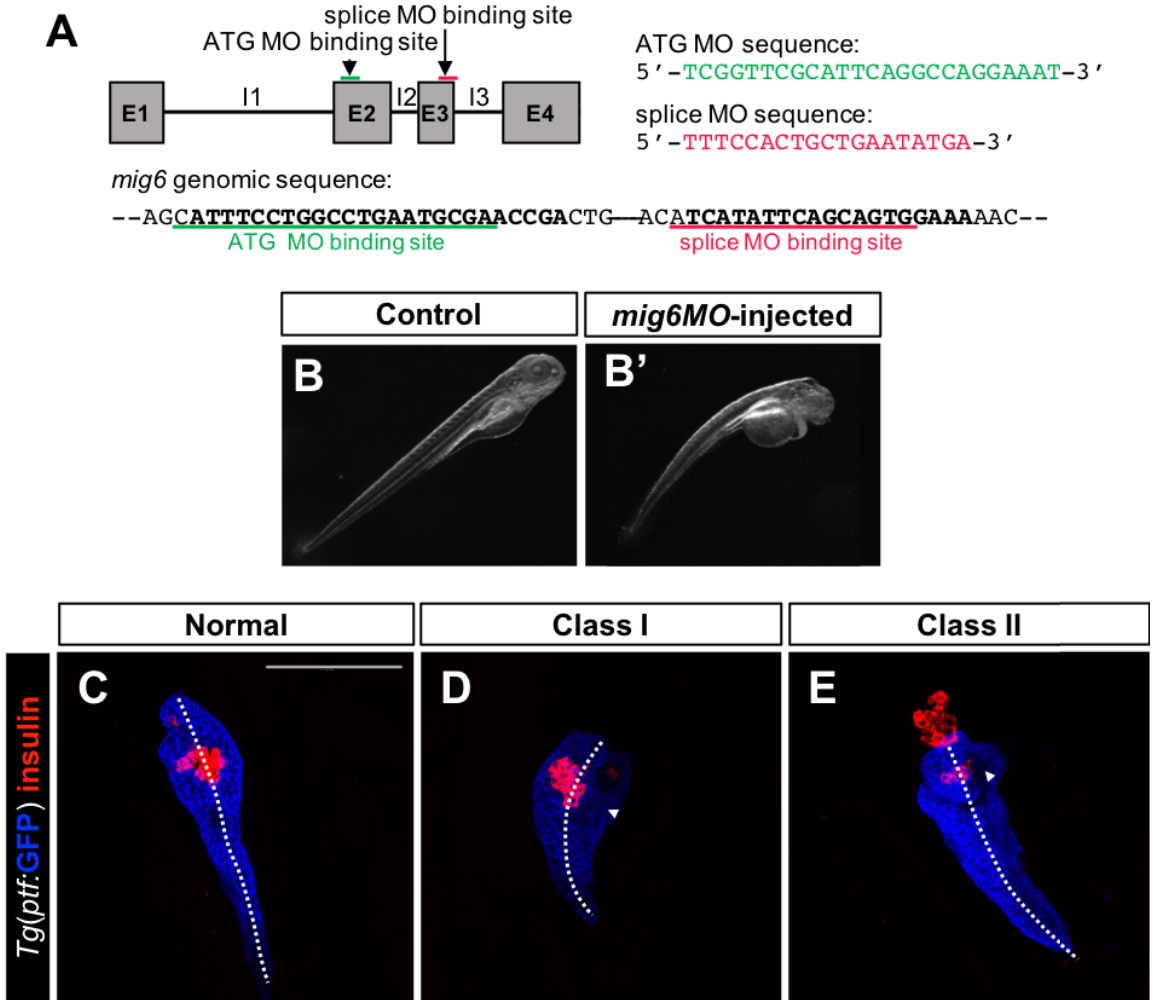 A
splice MO binding site
ATG MO binding site
E1
I1
E2
I2
E3
I3
E4
ATG MO sequence:
5’-TCGGTTCGCATTCAGGCCAGGAAAT-3’
splice MO sequence:
5’-TTTCCACTGCTGAATATGA-3’
mig6 genomic sequence:
--AGCATTTCCTGGCCTGAATGCGAACCGACTG—ACATCATATTCAGCAGTGGAAAAAC--
ATG MO binding site
splice MO binding site
Control
mig6MO-injected
B
B’
Normal
Class I
Class II
Tg(ptf:GFP) insulin
C
D
E